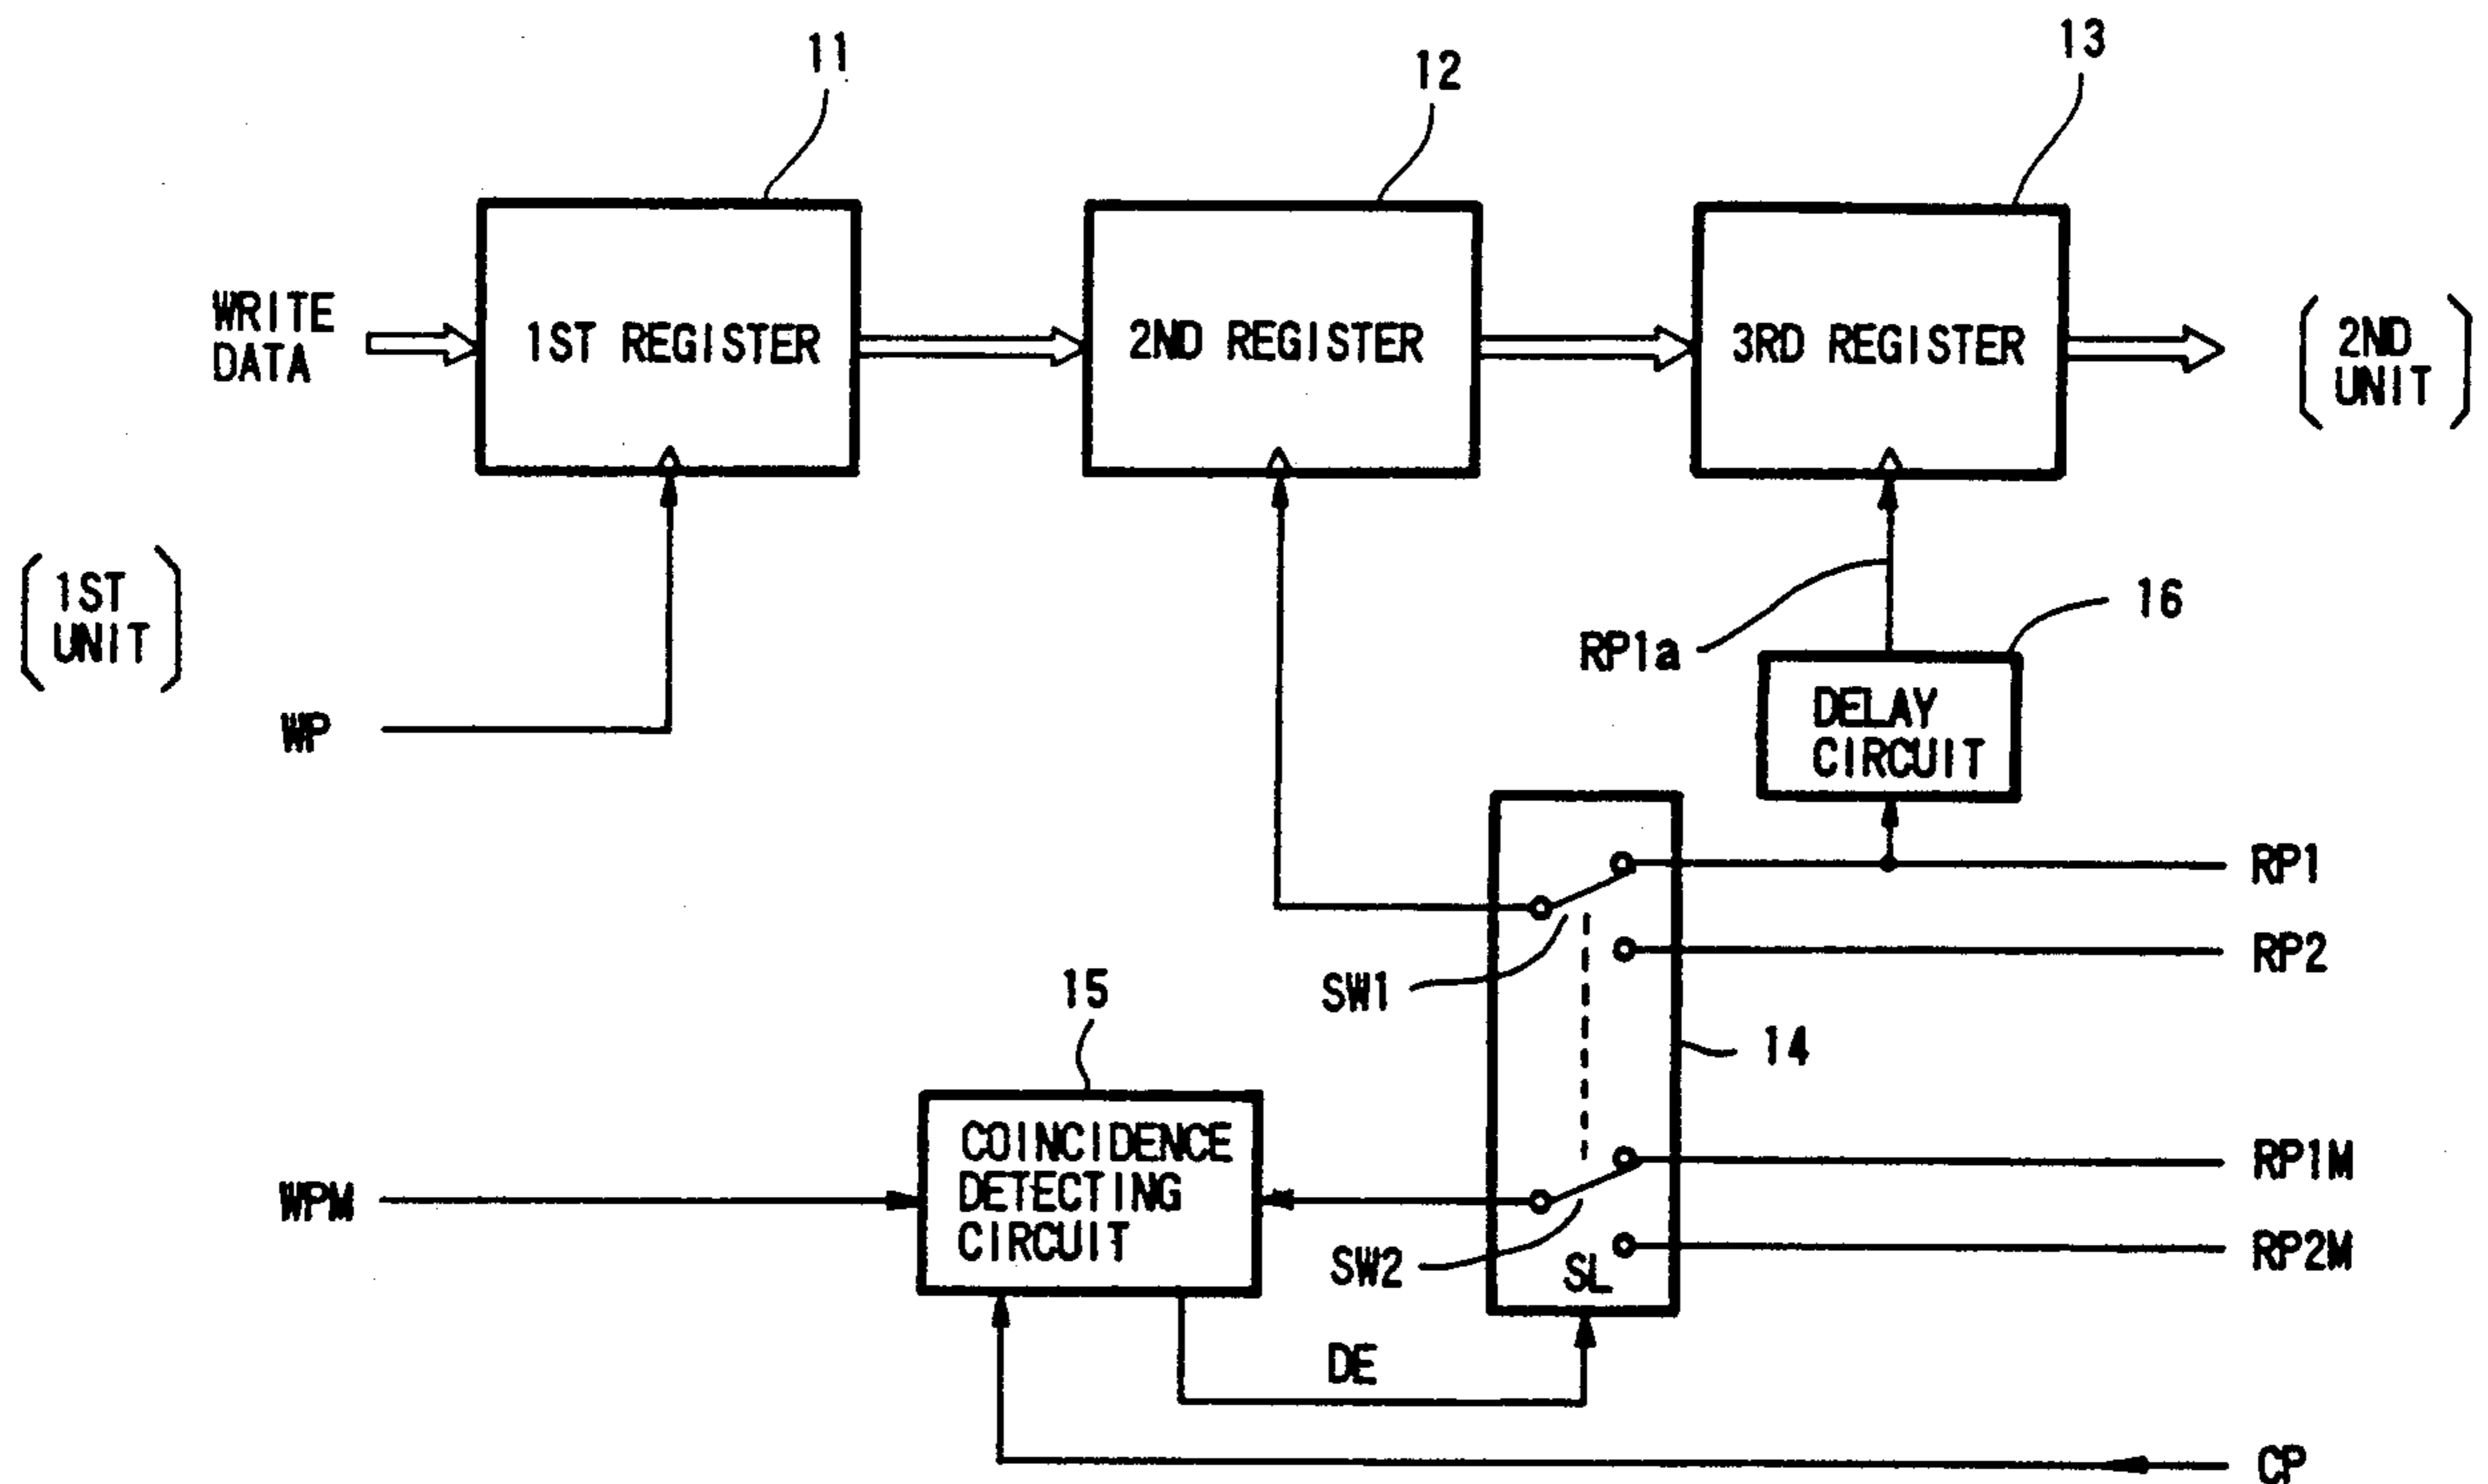 11
12
13
WRITE
DATA
1ST REGISTER
2ND REGISTER
3RD REGISTER
2ND
UNIT
1ST
UNIT
WP
RP1a
16
DELAY
CIRCUIT
RP1
RP2
SW1
15
14
COINCIDENCE
DETECTING
CIRCUIT
WPM
RP1M
RP2M
SW2
SL
DE
CP